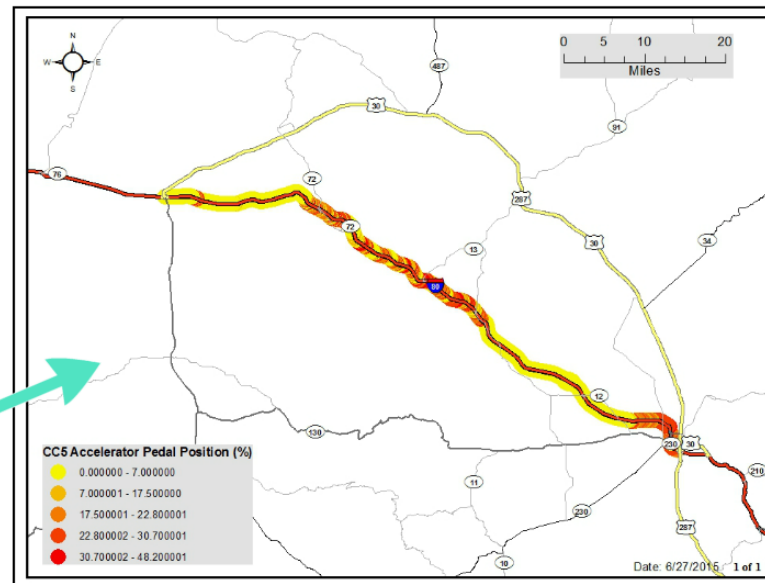 N
W E
S
0 5 10 15 20
Miles
487
30
91
76
72
287
72
30
34
13
80
12
130
230
30
210
11
230
287
10
CC5 Accelerator Pedal Position (%)
0.000000 - 7.000000
7.000001 - 17.500000
17.500001 - 22.800001
22.800002 - 30.700001
30.700002 - 48.200001
Date: 6/27/2015 1 of 1